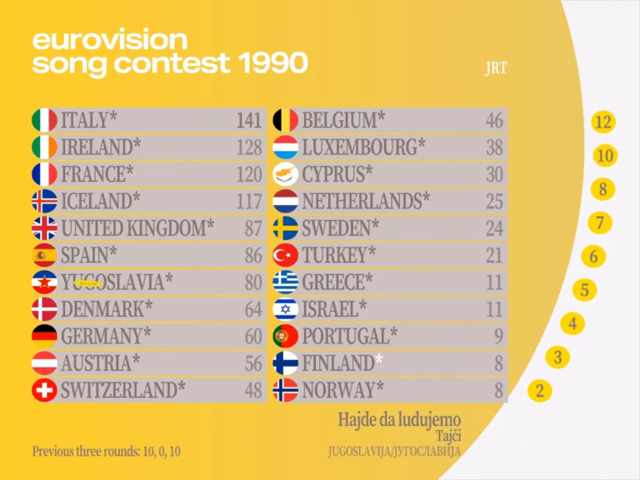 eurovision
song contest 1990
JRT
ITALY* 141
IRELAND* 128
FRANCE* 120
ICELAND* 117
UNITED KINGDOM* 87
SPAIN* 86
YUGOSLAVIA* 80
DENMARK* 64
GERMANY* 60
AUSTRIA* 56
SWITZERLAND* 48
BELGIUM* 46
LUXEMBOURG* 38
CYPRUS* 30
NETHERLANDS* 25
SWEDEN* 24
TURKEY* 21
GREECE* 11
ISRAEL* 11
PORTUGAL* 9
FINLAND* 8
NORWAY* 8
12
10
8
7
6
5
4
3
2
Hajde da ludujemo
Tajči
JUGOSLAVIJA/ЈУГОСЛАВИЈА
Previous three rounds: 10, 0, 10